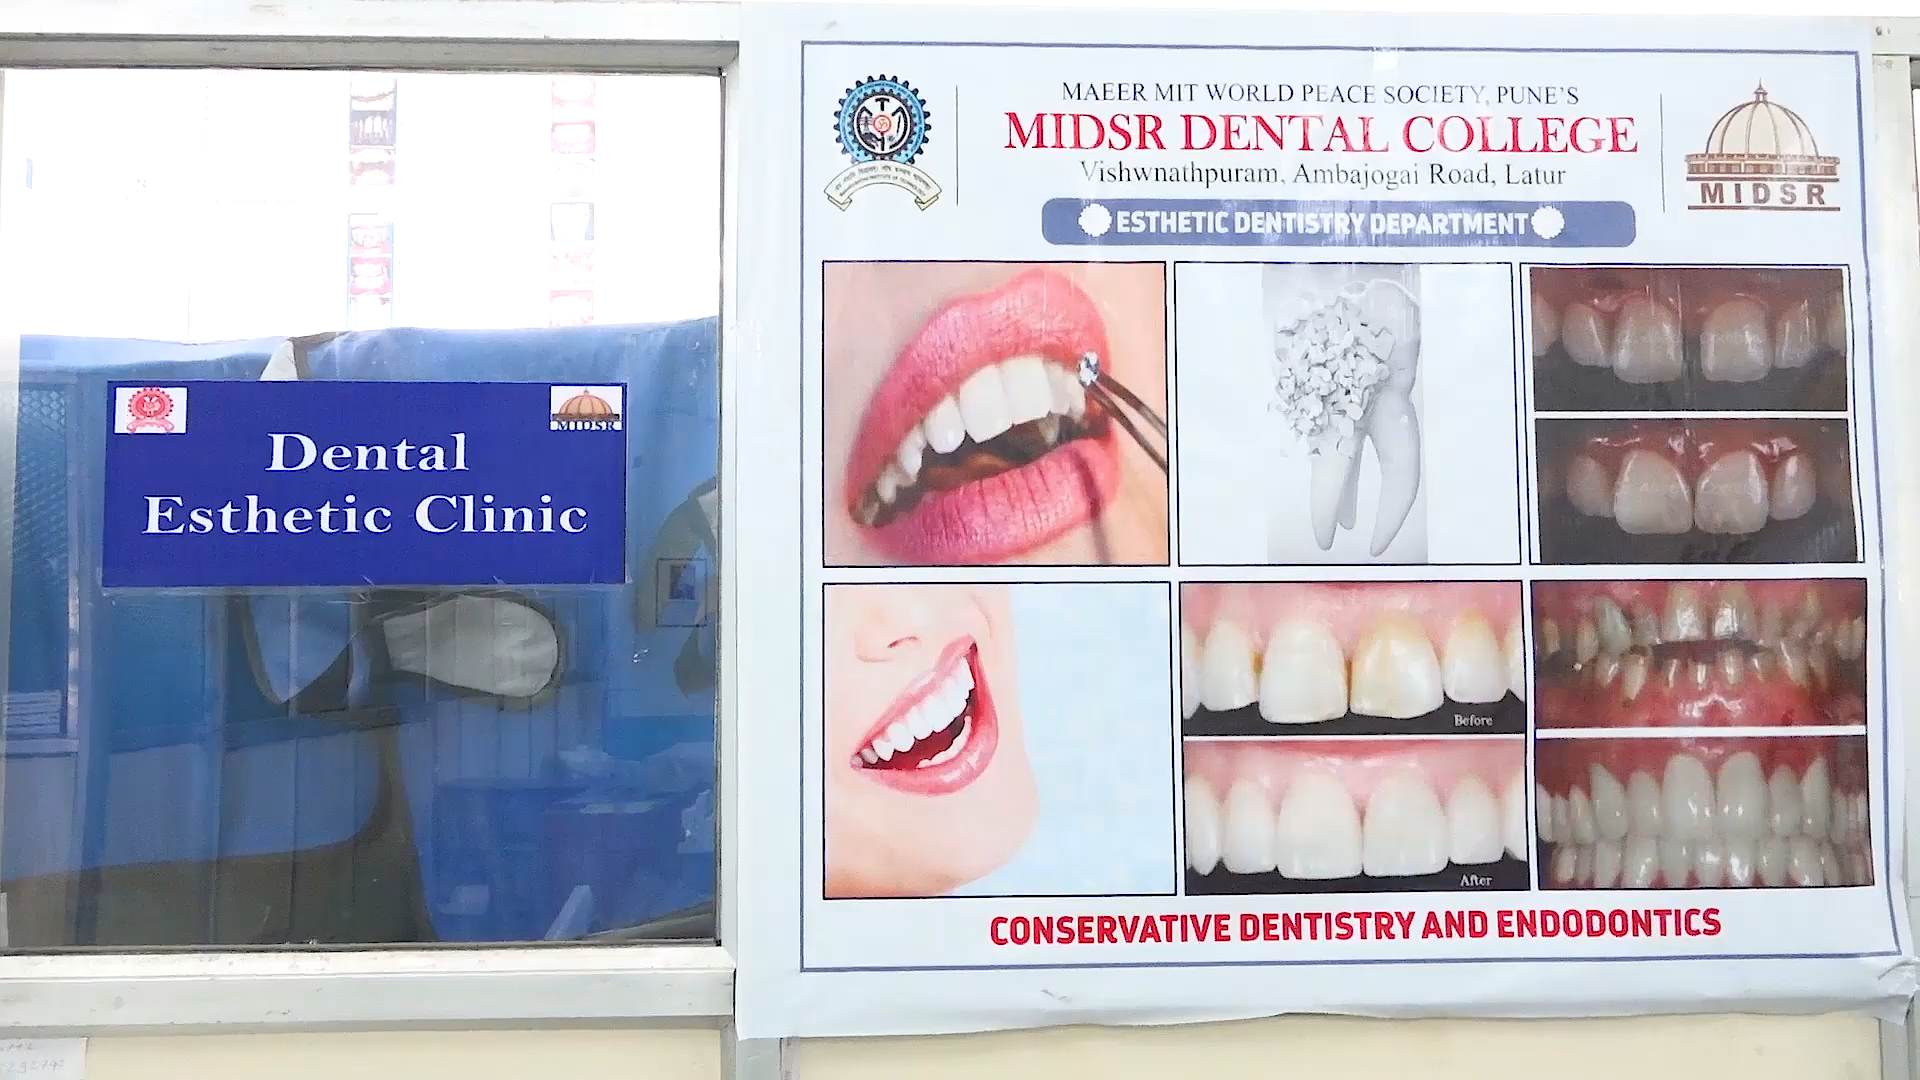 MIDSR
Dental
Esthetic Clinic
MAEER MIT WORLD PEACE SOCIETY, PUNE'S
MIDSR DENTAL COLLEGE
Vishwnathpuram, Ambajogai Road, Latur
MIDSR
ESTHETIC DENTISTRY DEPARTMENT
Before
After
CONSERVATIVE DENTISTRY AND ENDODONTICS